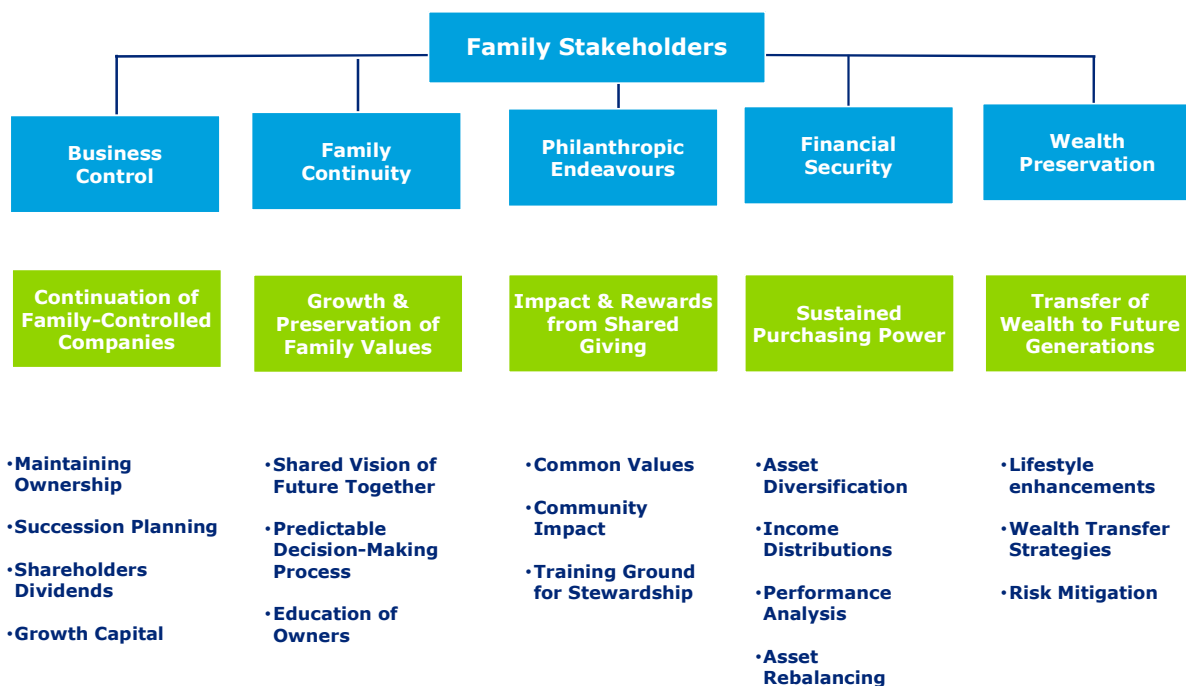 Family Stakeholders
Business
Control
Family
Continuity
Philanthropic
Endeavours
Financial
Security
Wealth
Preservation
Continuation of
Family-Controlled
Companies
Growth &
Preservation of
Family Values
Impact & Rewards
from Shared
Giving
Sustained
Purchasing Power
Transfer of
Wealth to Future
Generations
•Maintaining
Ownership
•Succession Planning
•Shareholders
Dividends
•Growth Capital
•Shared Vision of
Future Together
•Predictable
Decision-Making
Process
•Education of
Owners
•Common Values
•Community
Impact
•Training Ground
for Stewardship
•Asset
Diversification
•Income
Distributions
•Performance
Analysis
•Asset
Rebalancing
•Lifestyle
enhancements
•Wealth Transfer
Strategies
•Risk Mitigation